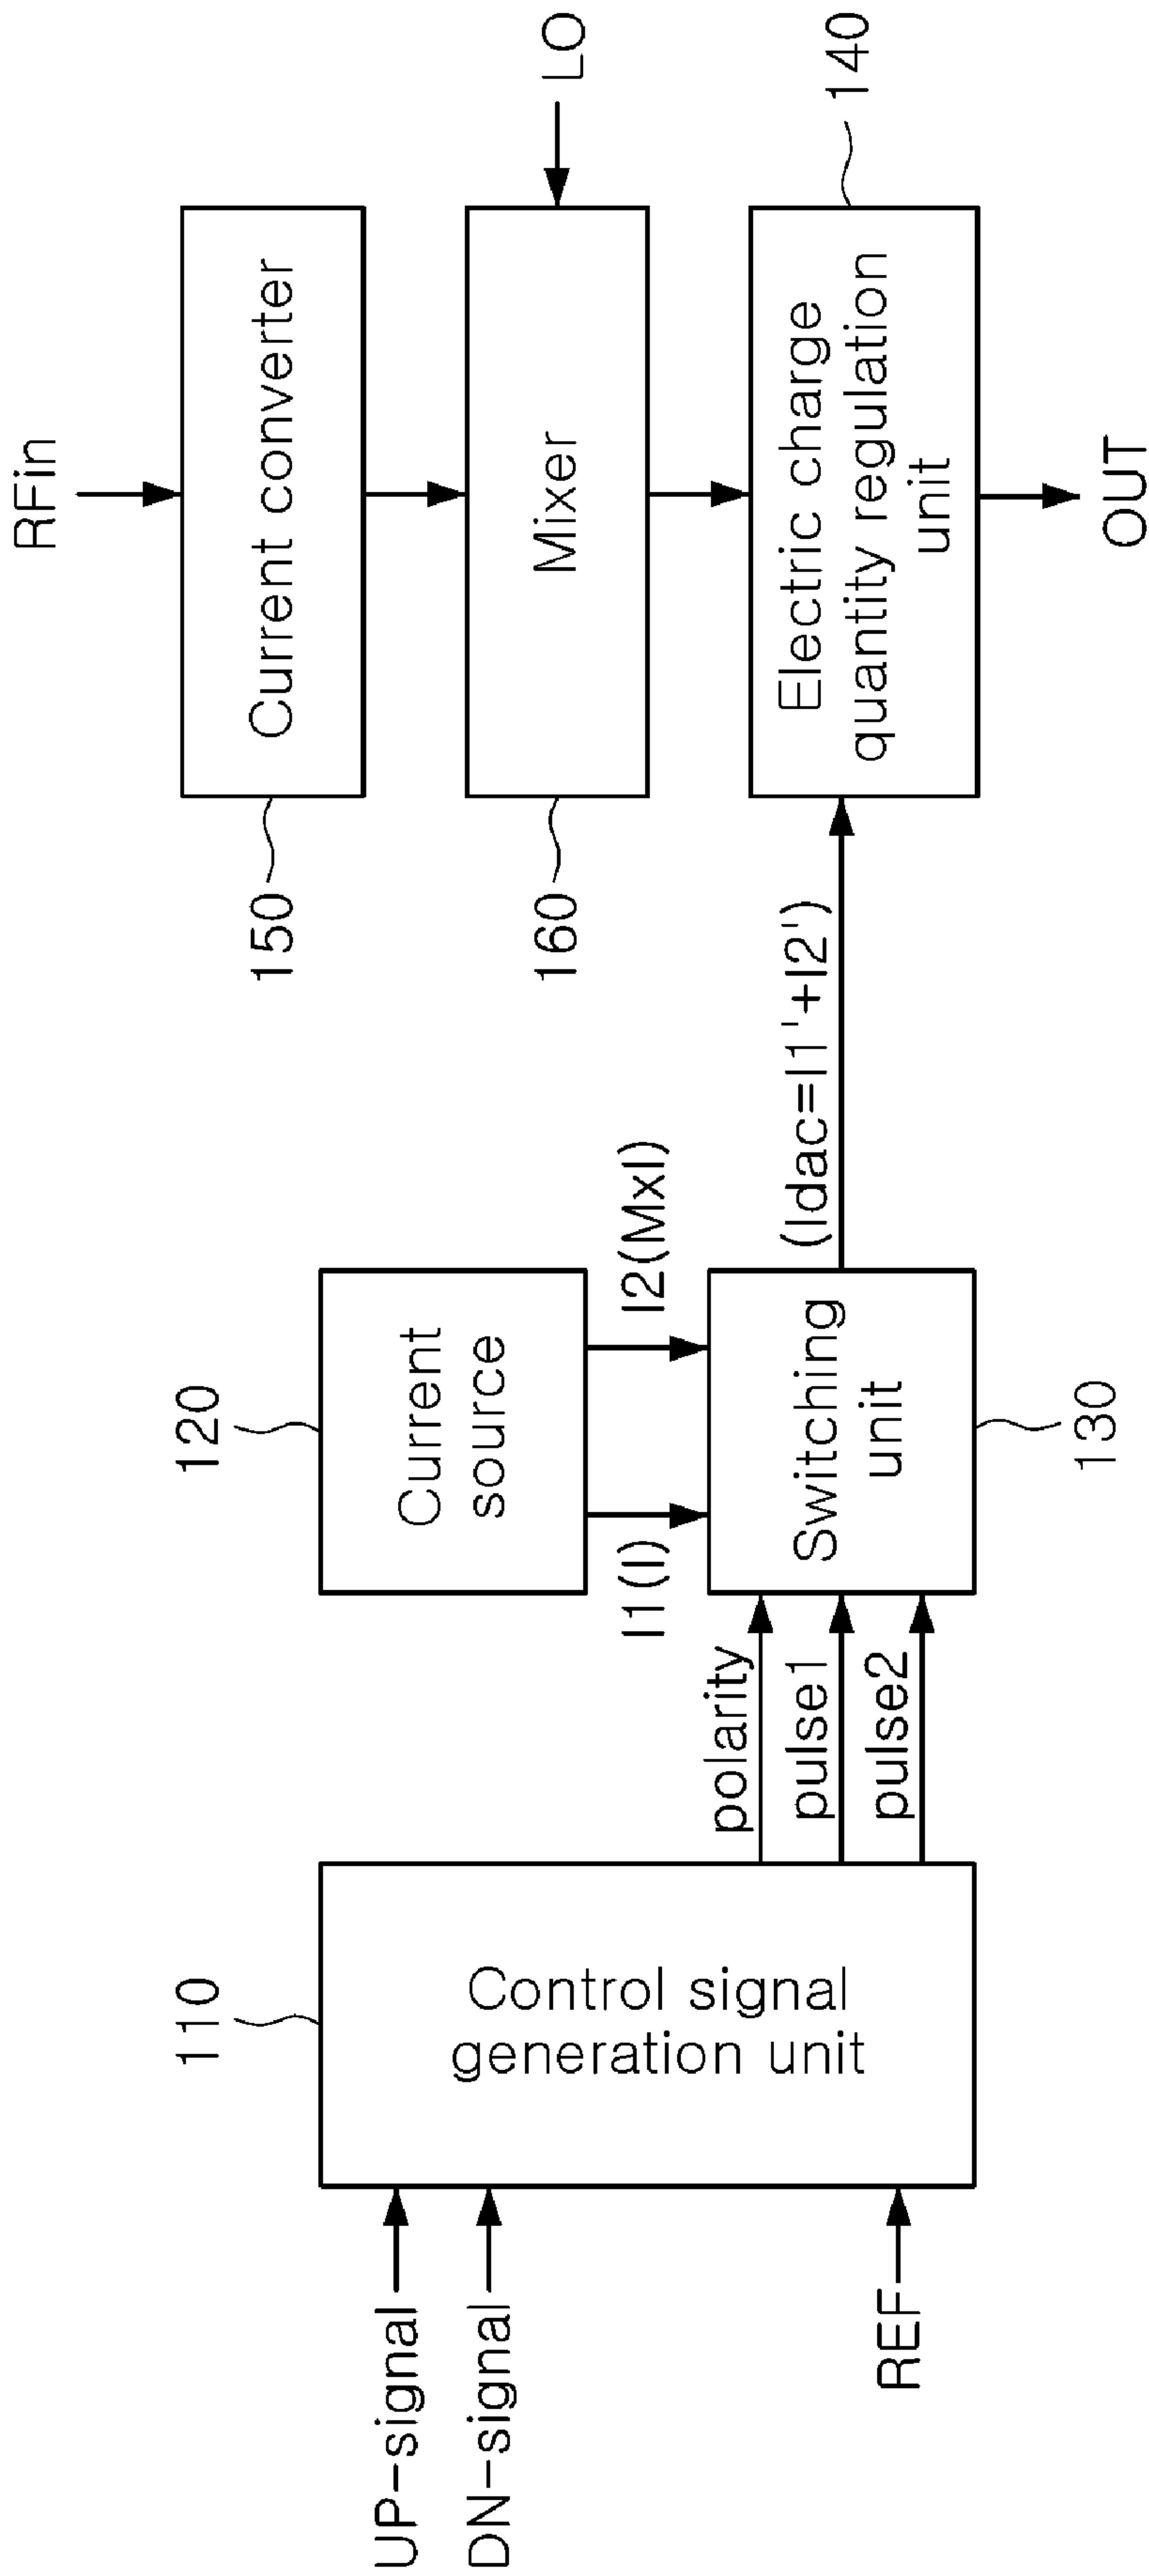 RFin
150
Current converter
160
Mixer
LO
120
Current
source
I1(I)
I2(MxI)
110
Control signal
generation unit
UP-signal
DN-signal
REF
polarity
pulse1
pulse2
Switching
unit
130
(Idac=I1'+I2')
Electric charge
quantity regulation
unit
140
OUT